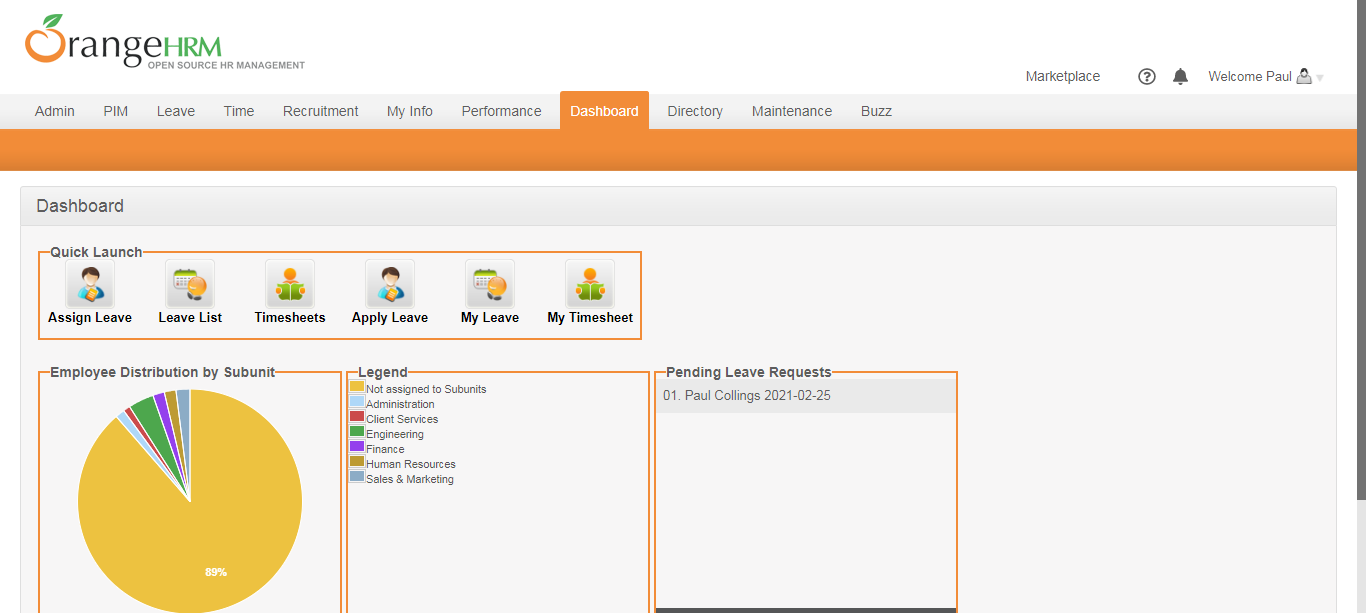 OrangeHRM
OPEN SOURCE HR MANAGEMENT
Marketplace ? Welcome Paul
Admin PIM Leave Time Recruitment My Info Performance Dashboard Directory Maintenance Buzz
Dashboard
Quick Launch
Assign Leave Leave List Timesheets Apply Leave My Leave My Timesheet
Employee Distribution by Subunit
89%
Legend
Not assigned to Subunits
Administration
Client Services
Engineering
Finance
Human Resources
Sales & Marketing
Pending Leave Requests
01. Paul Collings 2021-02-25